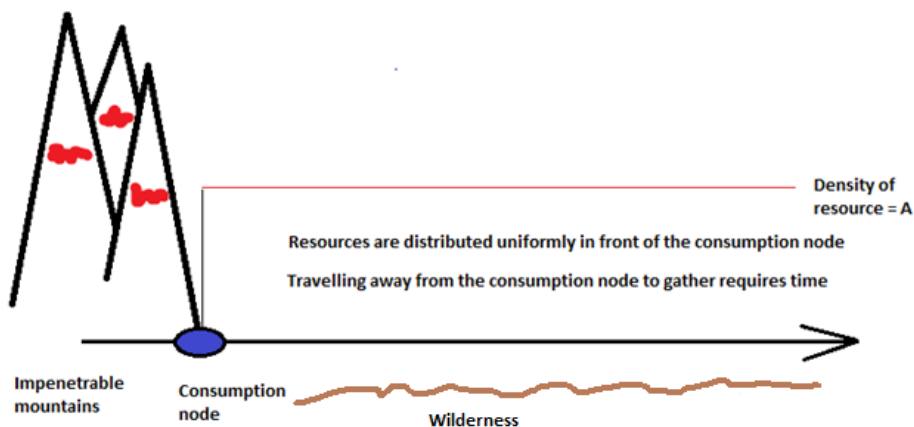 Density of
resource = A
Resources are distributed uniformly in front of the consumption node
Travelling away from the consumption node to gather requires time
Impenetrable
mountains
Consumption
node
Wilderness